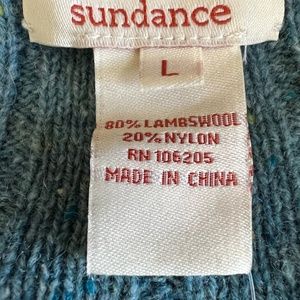 sundance
L
80% LAMBSWOOL
20% NYLON
RN 106205
MADE IN CHINA